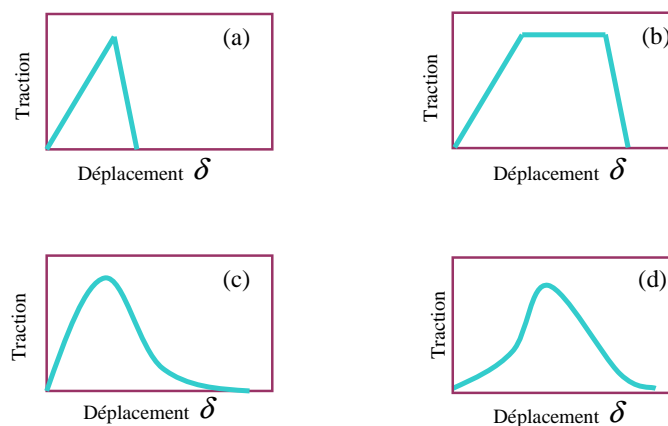 (a)
Traction
Déplacement δ
(b)
Traction
Déplacement δ
(c)
Traction
Déplacement δ
(d)
Traction
Déplacement δ